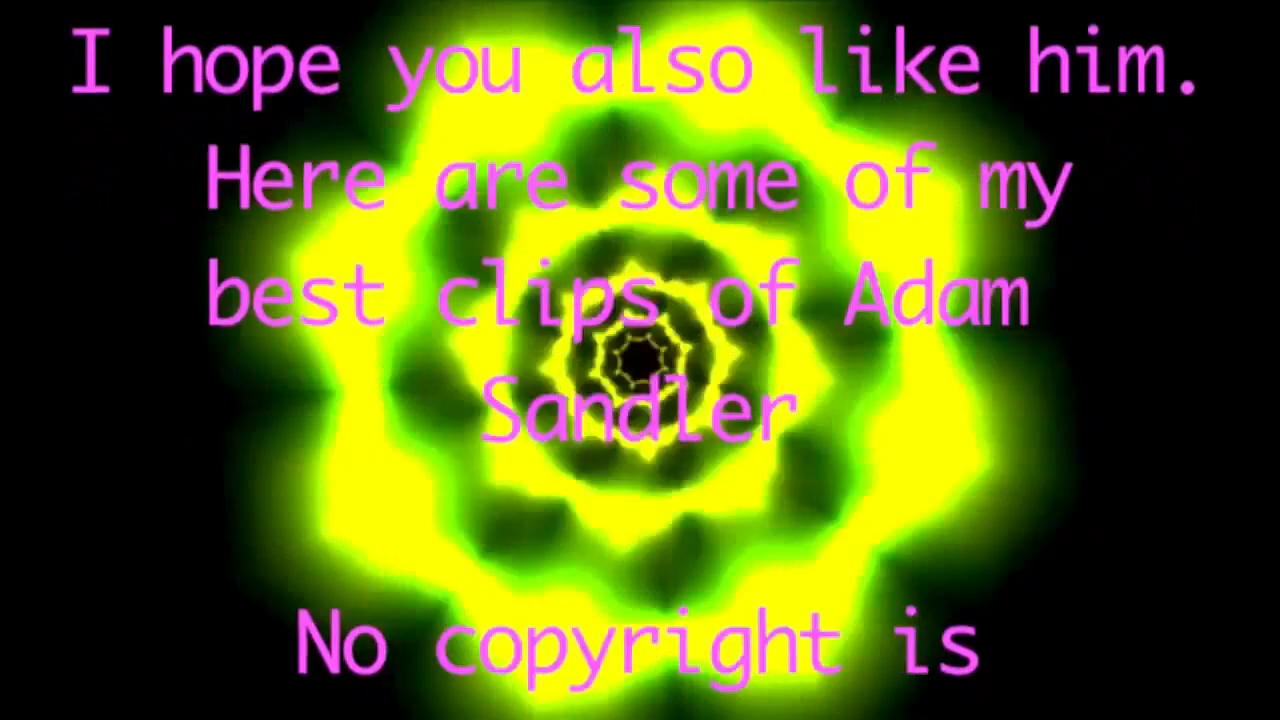 I hope you also like him.
Here are some of my
best clips of Adam
Sandler
No copyright is